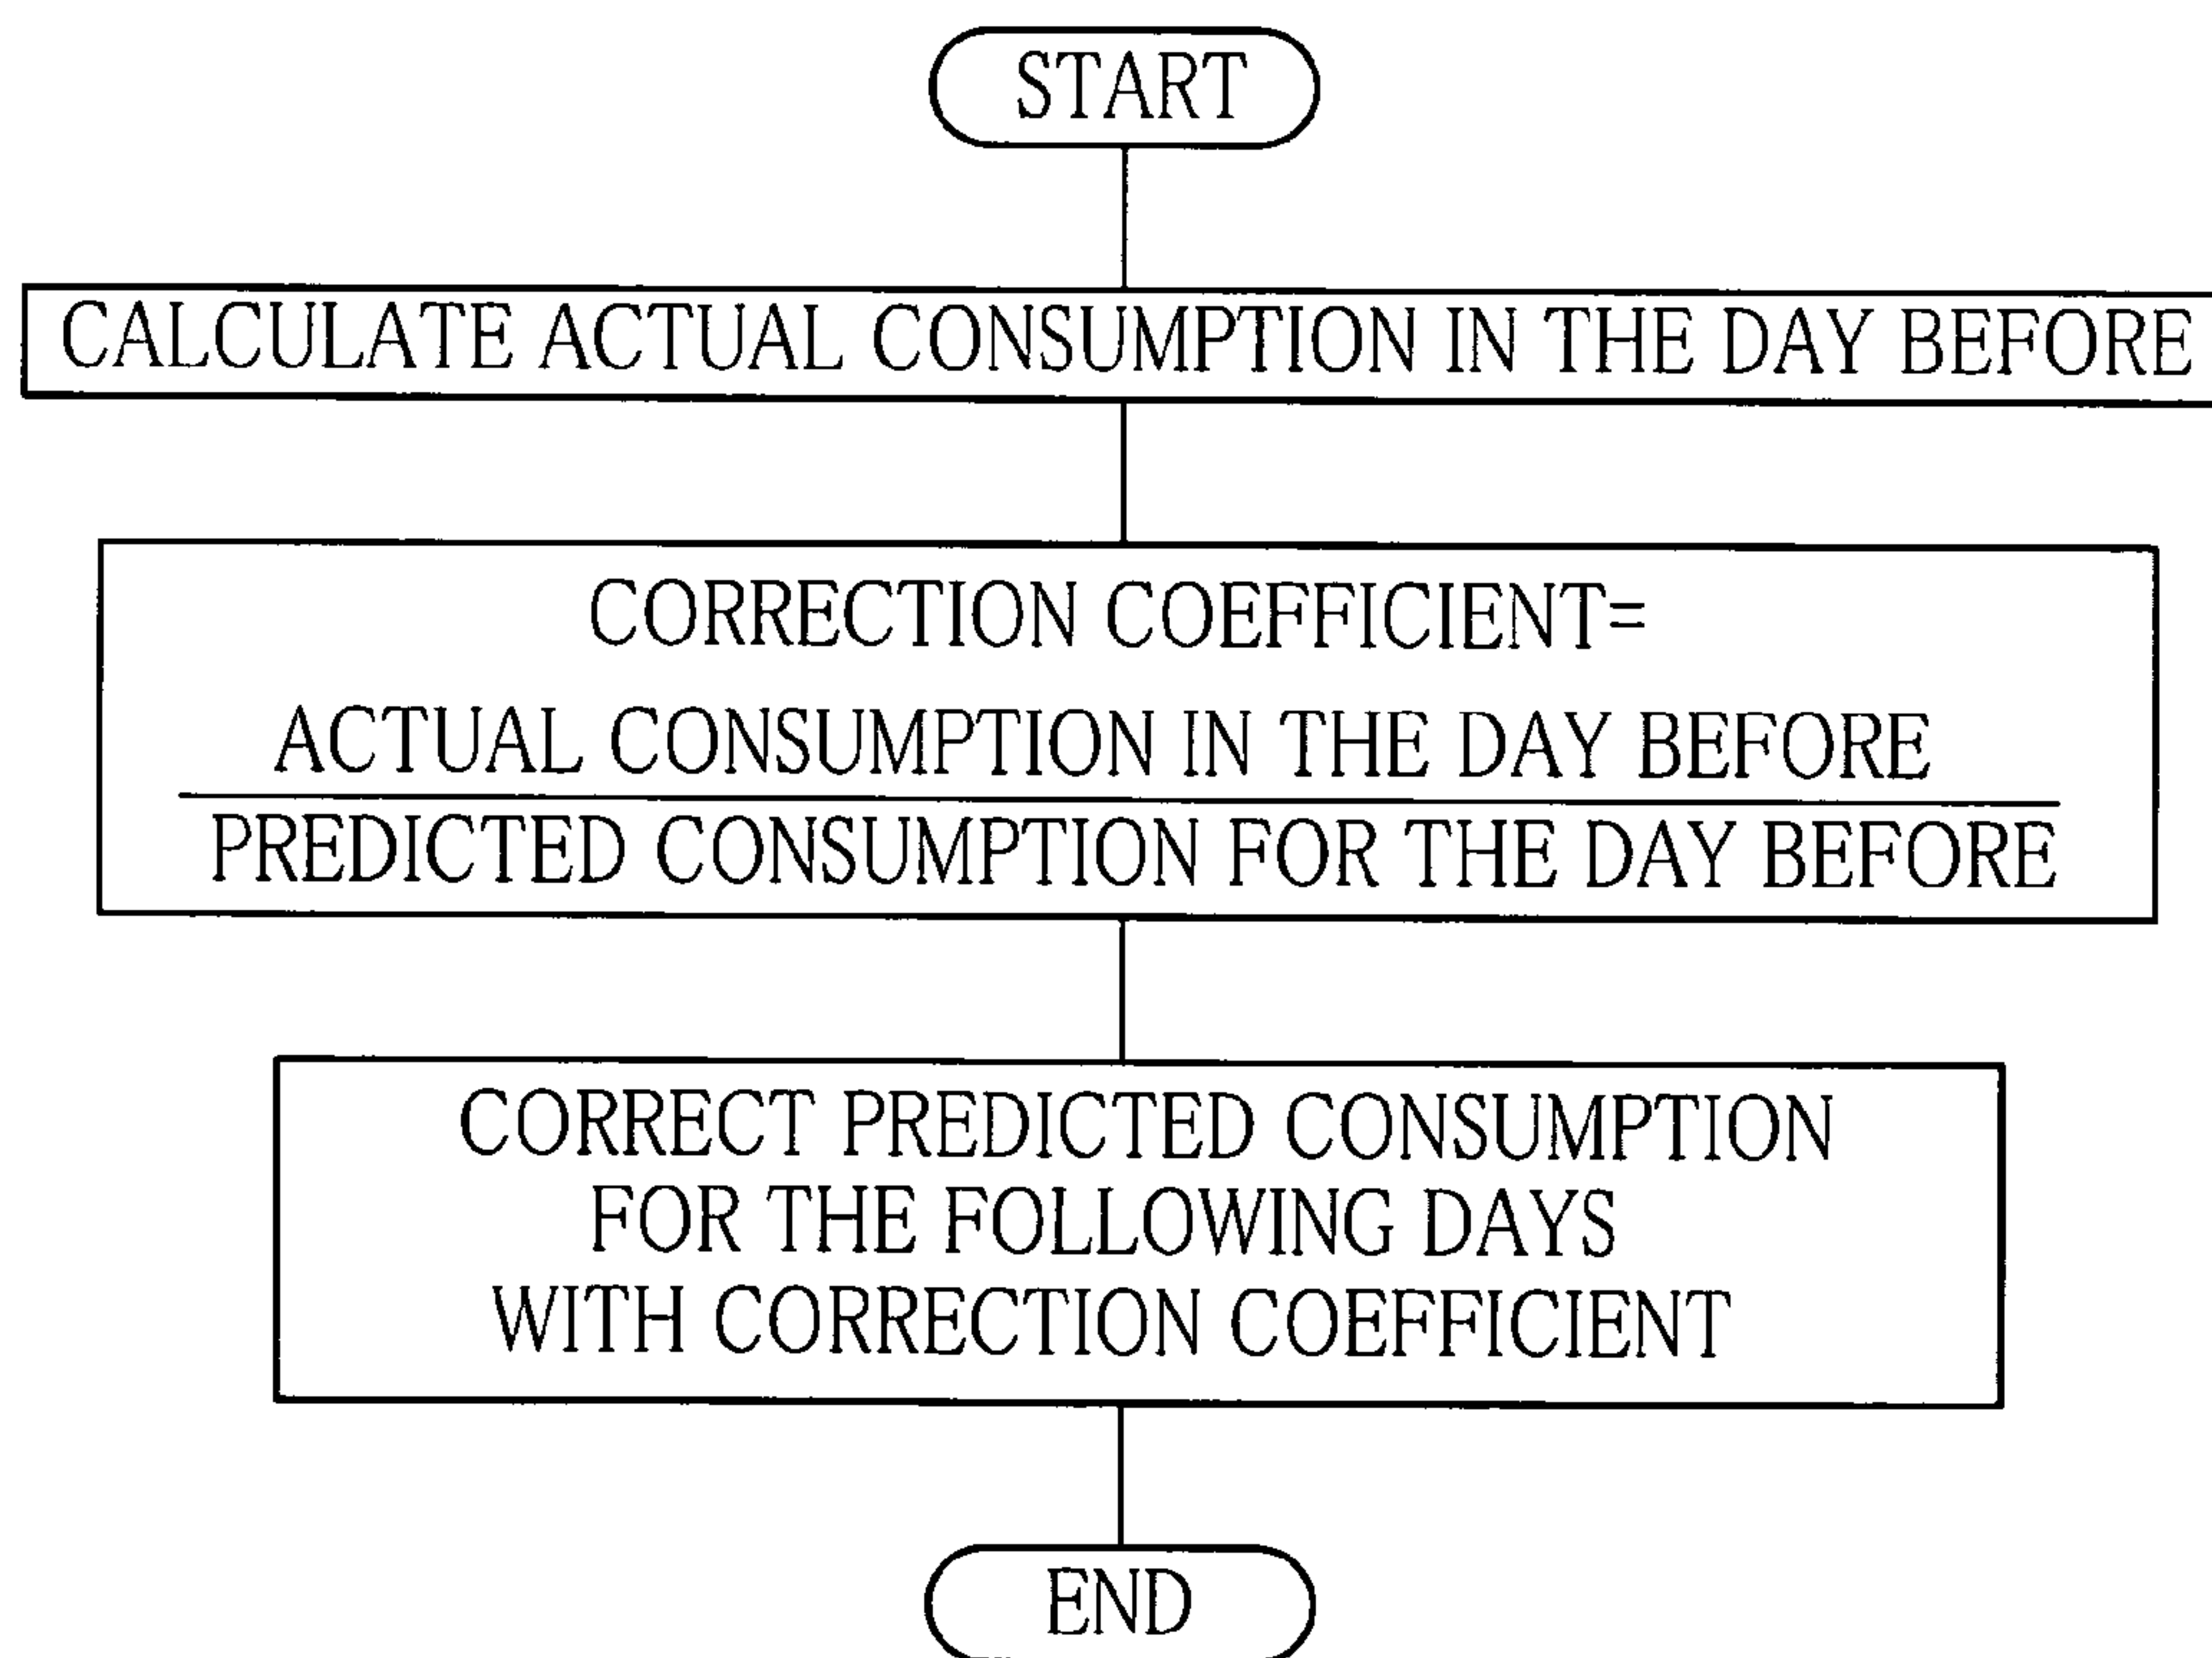 START
CALCULATE ACTUAL CONSUMPTION IN THE DAY BEFORE
CORRECTION COEFFICIENT=
ACTUAL CONSUMPTION IN THE DAY BEFORE
PREDICTED CONSUMPTION FOR THE DAY BEFORE
CORRECT PREDICTED CONSUMPTION
FOR THE FOLLOWING DAYS
WITH CORRECTION COEFFICIENT
END